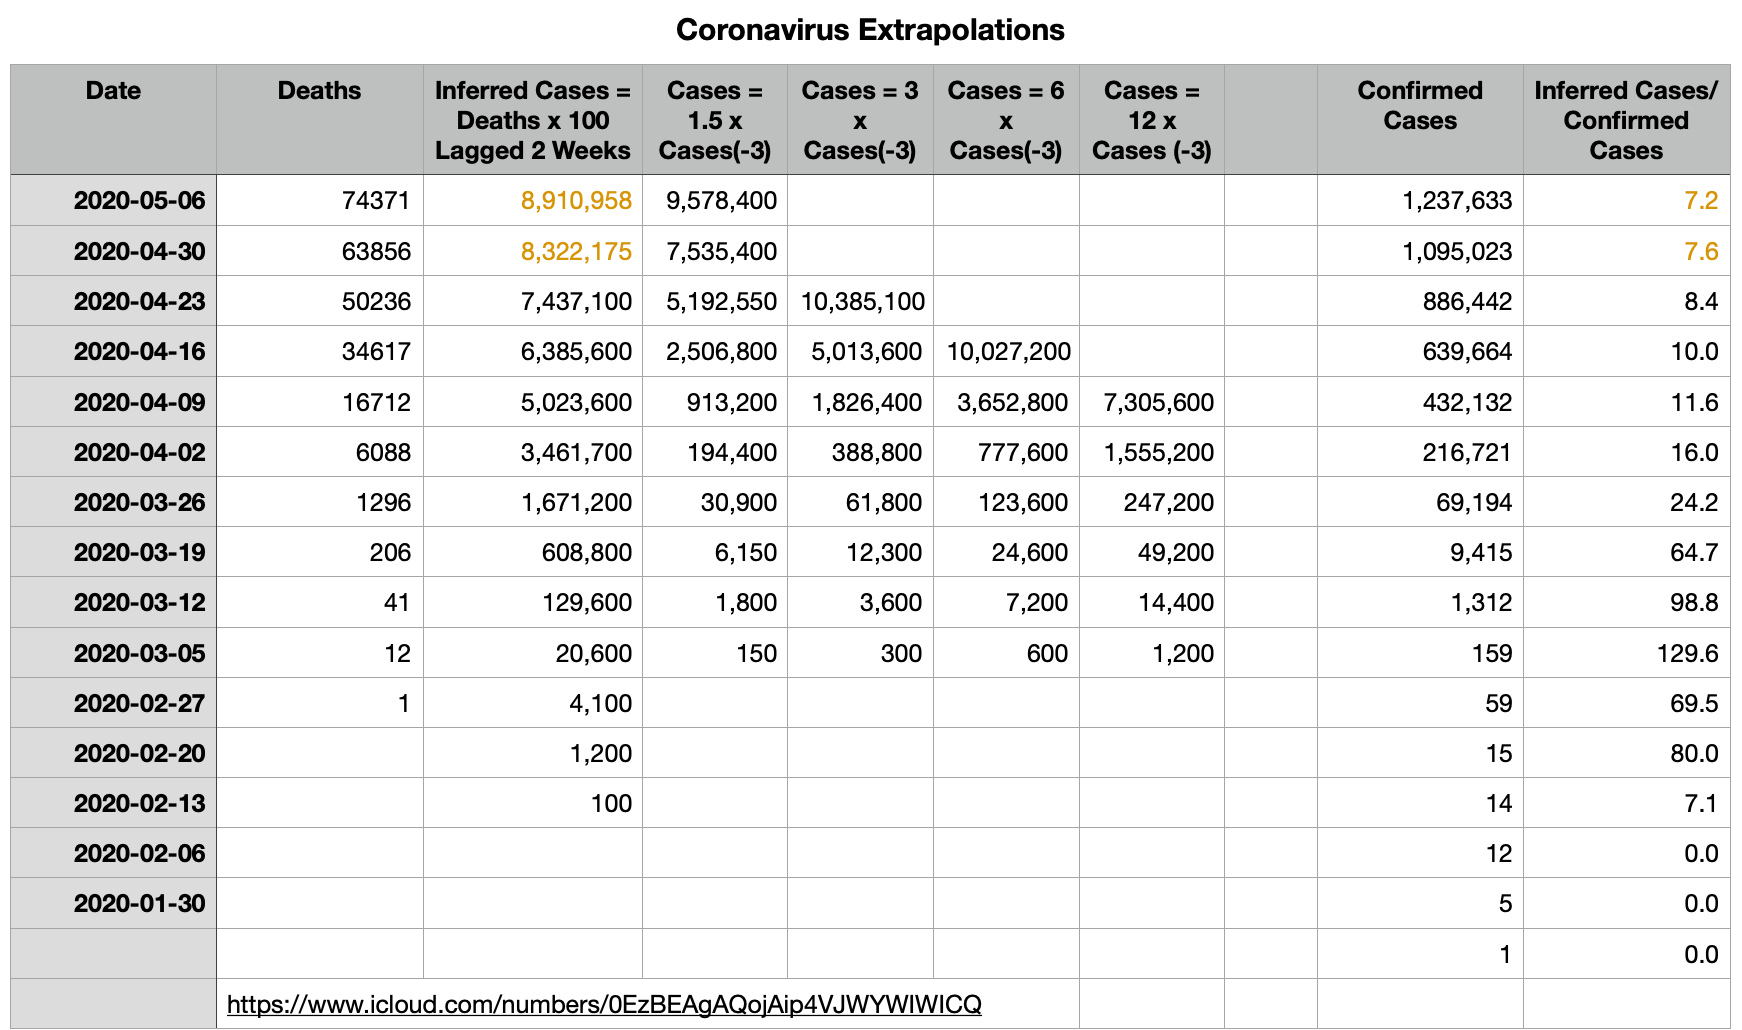 Coronavirus Extrapolations
Date Deaths Inferred Cases = Cases = Cases = 3 Cases = 6 Cases = Confirmed Inferred Cases/
Deaths x 100 1.5 x x x 12 x Cases Confirmed
Lagged 2 Weeks Cases(-3) Cases(-3) Cases(-3) Cases (-3) Cases
2020-05-06 74371 8,910,958 9,578,400 1,237,633 7.2
2020-04-30 63856 8,322,175 7,535,400 1,095,023 7.6
2020-04-23 50236 7,437,100 5,192,550 10,385,100 886,442 8.4
2020-04-16 34617 6,385,600 2,506,800 5,013,600 10,027,200 639,664 10.0
2020-04-09 16712 5,023,600 913,200 1,826,400 3,652,800 7,305,600 432,132 11.6
2020-04-02 6088 3,461,700 194,400 388,800 777,600 1,555,200 216,721 16.0
2020-03-26 1296 1,671,200 30,900 61,800 123,600 247,200 69,194 24.2
2020-03-19 206 608,800 6,150 12,300 24,600 49,200 9,415 64.7
2020-03-12 41 129,600 1,800 3,600 7,200 14,400 1,312 98.8
2020-03-05 12 20,600 150 300 600 1,200 159 129.6
2020-02-27 1 4,100 59 69.5
2020-02-20 1,200 15 80.0
2020-02-13 100 14 7.1
2020-02-06 12 0.0
2020-01-30 5 0.0
1 0.0
https://www.icloud.com/numbers/0EzBEAgAQojAip4VJWYWIWICQ